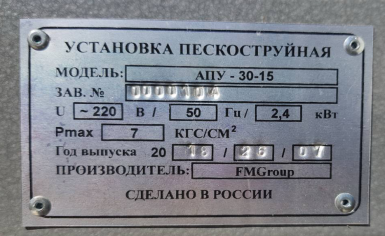 УСТАНОВКА ПЕСКОСТРУЙНАЯ
МОДЕЛЬ: АПУ - 30-15
ЗАВ. №
U ~ 220 В / 50 Гц / 2,4 кВт
Pmax 7 КГС/СМ²
Год выпуска 20 18 / 26 / 07
ПРОИЗВОДИТЕЛЬ: FMGroup
СДЕЛАНО В РОССИИ